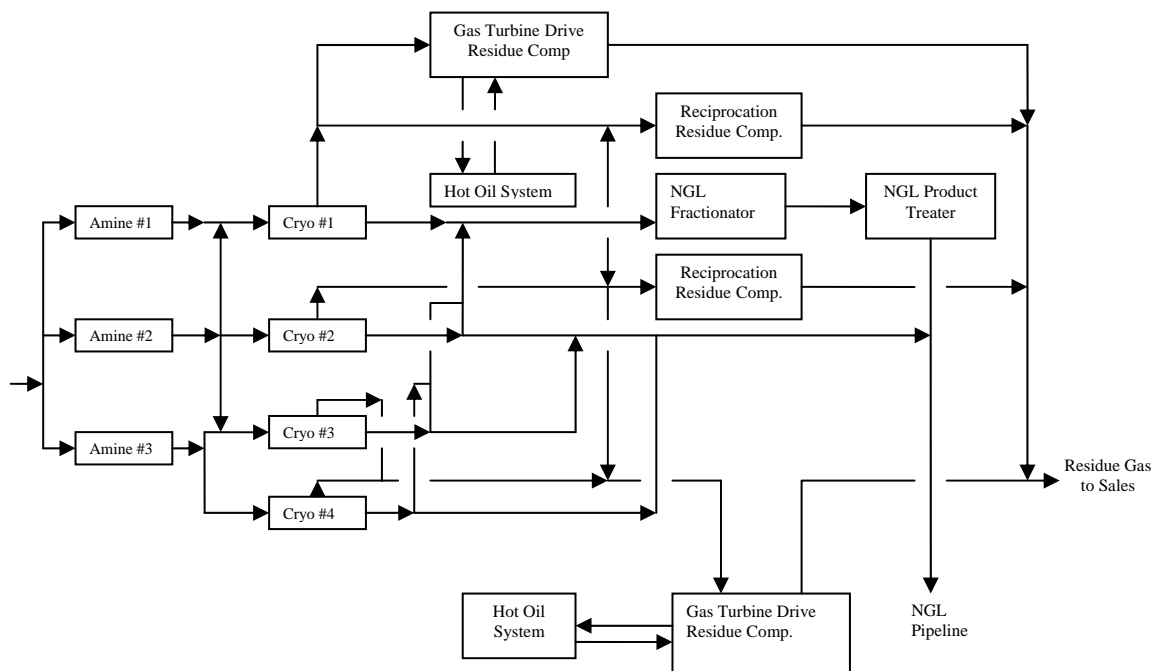 Gas Turbine Drive
Residue Comp
Reciprocation
Residue Comp.
Hot Oil System
NGL
Fractionator
NGL Product
Treater
Amine #1
Cryo #1
Reciprocation
Residue Comp.
Amine #2
Cryo #2
Amine #3
Cryo #3
Cryo #4
Residue Gas
to Sales
Hot Oil
System
Gas Turbine Drive
Residue Comp.
NGL
Pipeline